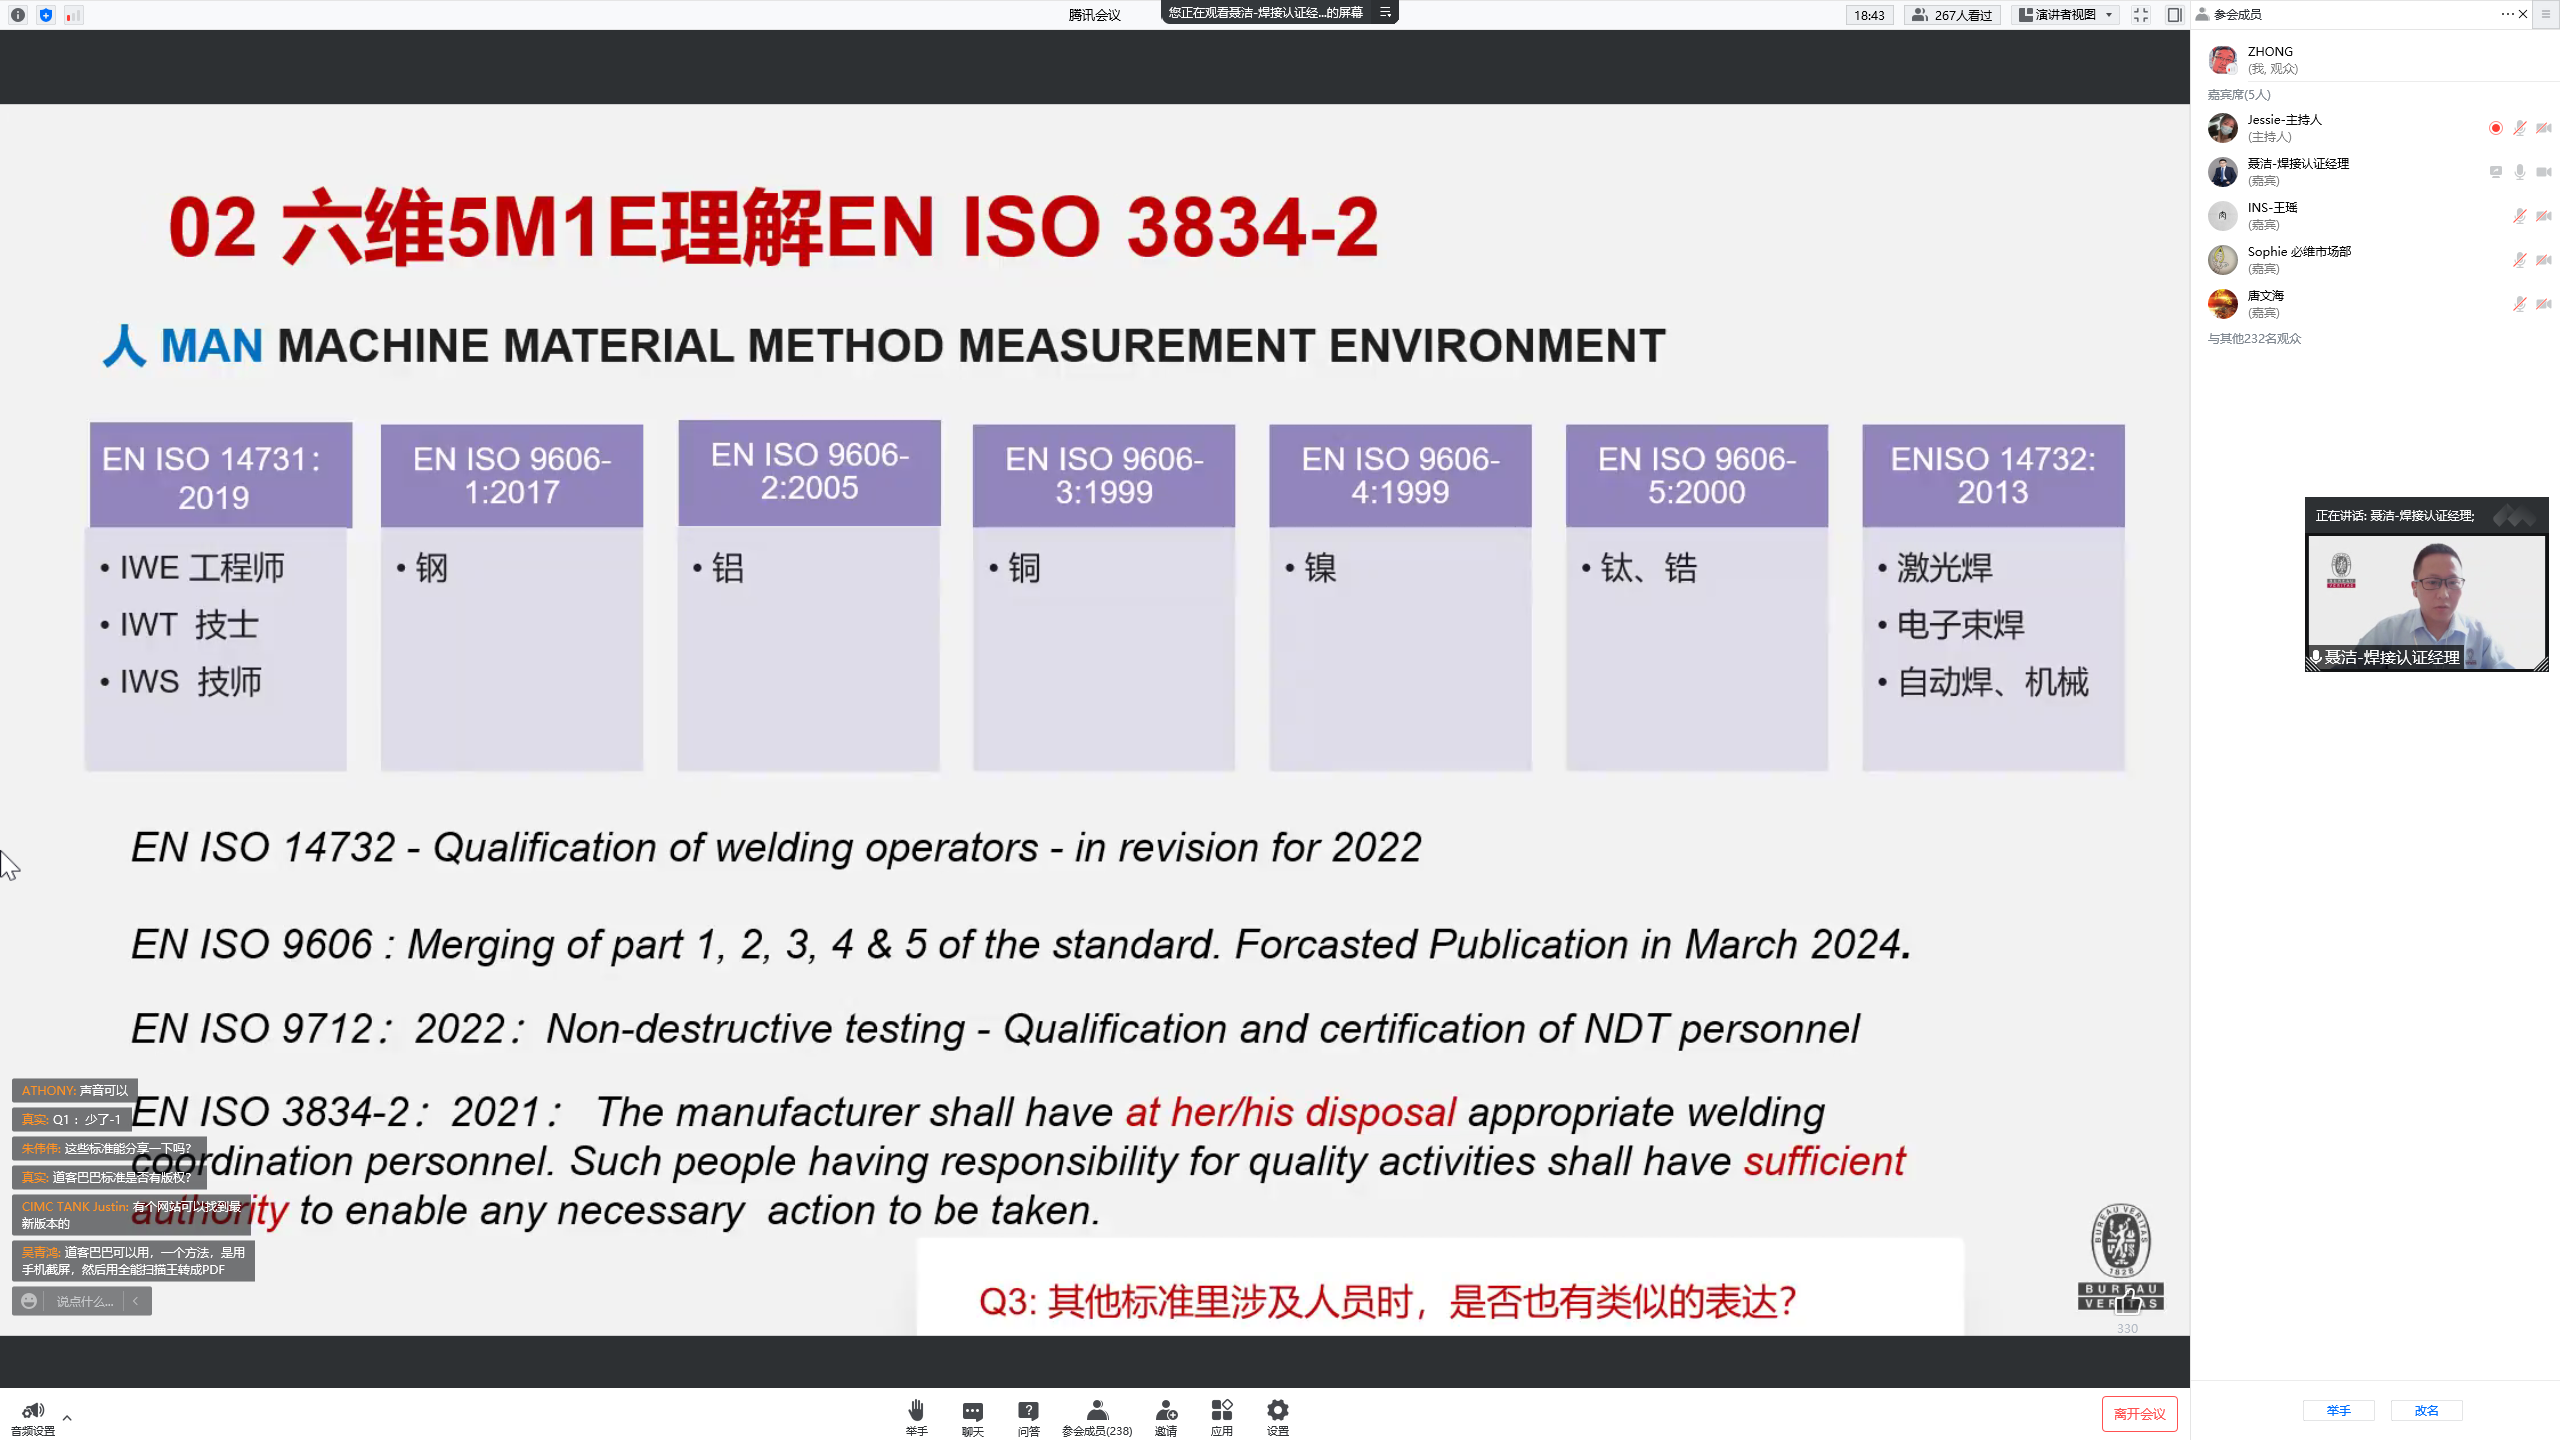 腾讯会议
您正在观看聂洁-焊接认证经...的屏幕
18:43
267人看过
演讲者视图
参会成员
02 六维5M1E理解EN ISO 3834-2
人 MAN MACHINE MATERIAL METHOD MEASUREMENT ENVIRONMENT
EN ISO 14731：
2019
• IWE 工程师
• IWT 技士
• IWS 技师
EN ISO 9606-
1:2017
• 钢
EN ISO 9606-
2:2005
• 铝
EN ISO 9606-
3:1999
• 铜
EN ISO 9606-
4:1999
• 镍
EN ISO 9606-
5:2000
• 钛、锆
ENISO 14732:
2013
• 激光焊
• 电子束焊
• 自动焊、机械
EN ISO 14732 - Qualification of welding operators - in revision for 2022
EN ISO 9606 : Merging of part 1, 2, 3, 4 & 5 of the standard. Forcasted Publication in March 2024.
EN ISO 9712：2022：Non-destructive testing - Qualification and certification of NDT personnel
EN ISO 3834-2：2021： The manufacturer shall have at her/his disposal appropriate welding
coordination personnel. Such people having responsibility for quality activities shall have sufficient
authority to enable any necessary action to be taken.
Q3: 其他标准里涉及人员时，是否也有类似的表达？
BUREAU VERITAS
1828
BUREAU
VERITAS
330
ATHONY: 声音可以
真实: Q1： 少了-1
朱伟伟: 这些标准能分享一下吗？
真实: 道客巴巴标准是否有版权？
CIMC TANK Justin: 有个网站可以找到最
新版本的
吴青鸿: 道客巴巴可以用，一个方法，是用
手机截屏，然后用全能扫描王转成PDF
说点什么...
ZHONG
(我, 观众)
嘉宾席(5人)
Jessie-主持人
(主持人)
聂洁-焊接认证经理
(嘉宾)
INS-王瑶
(嘉宾)
Sophie 必维市场部
(嘉宾)
唐文海
(嘉宾)
与其他232名观众
正在讲话: 聂洁-焊接认证经理;
BUREAU
VERITAS
聂洁-焊接认证经理
音频设置
举手
聊天
问答
参会成员(238)
邀请
应用
设置
离开会议
举手
改名